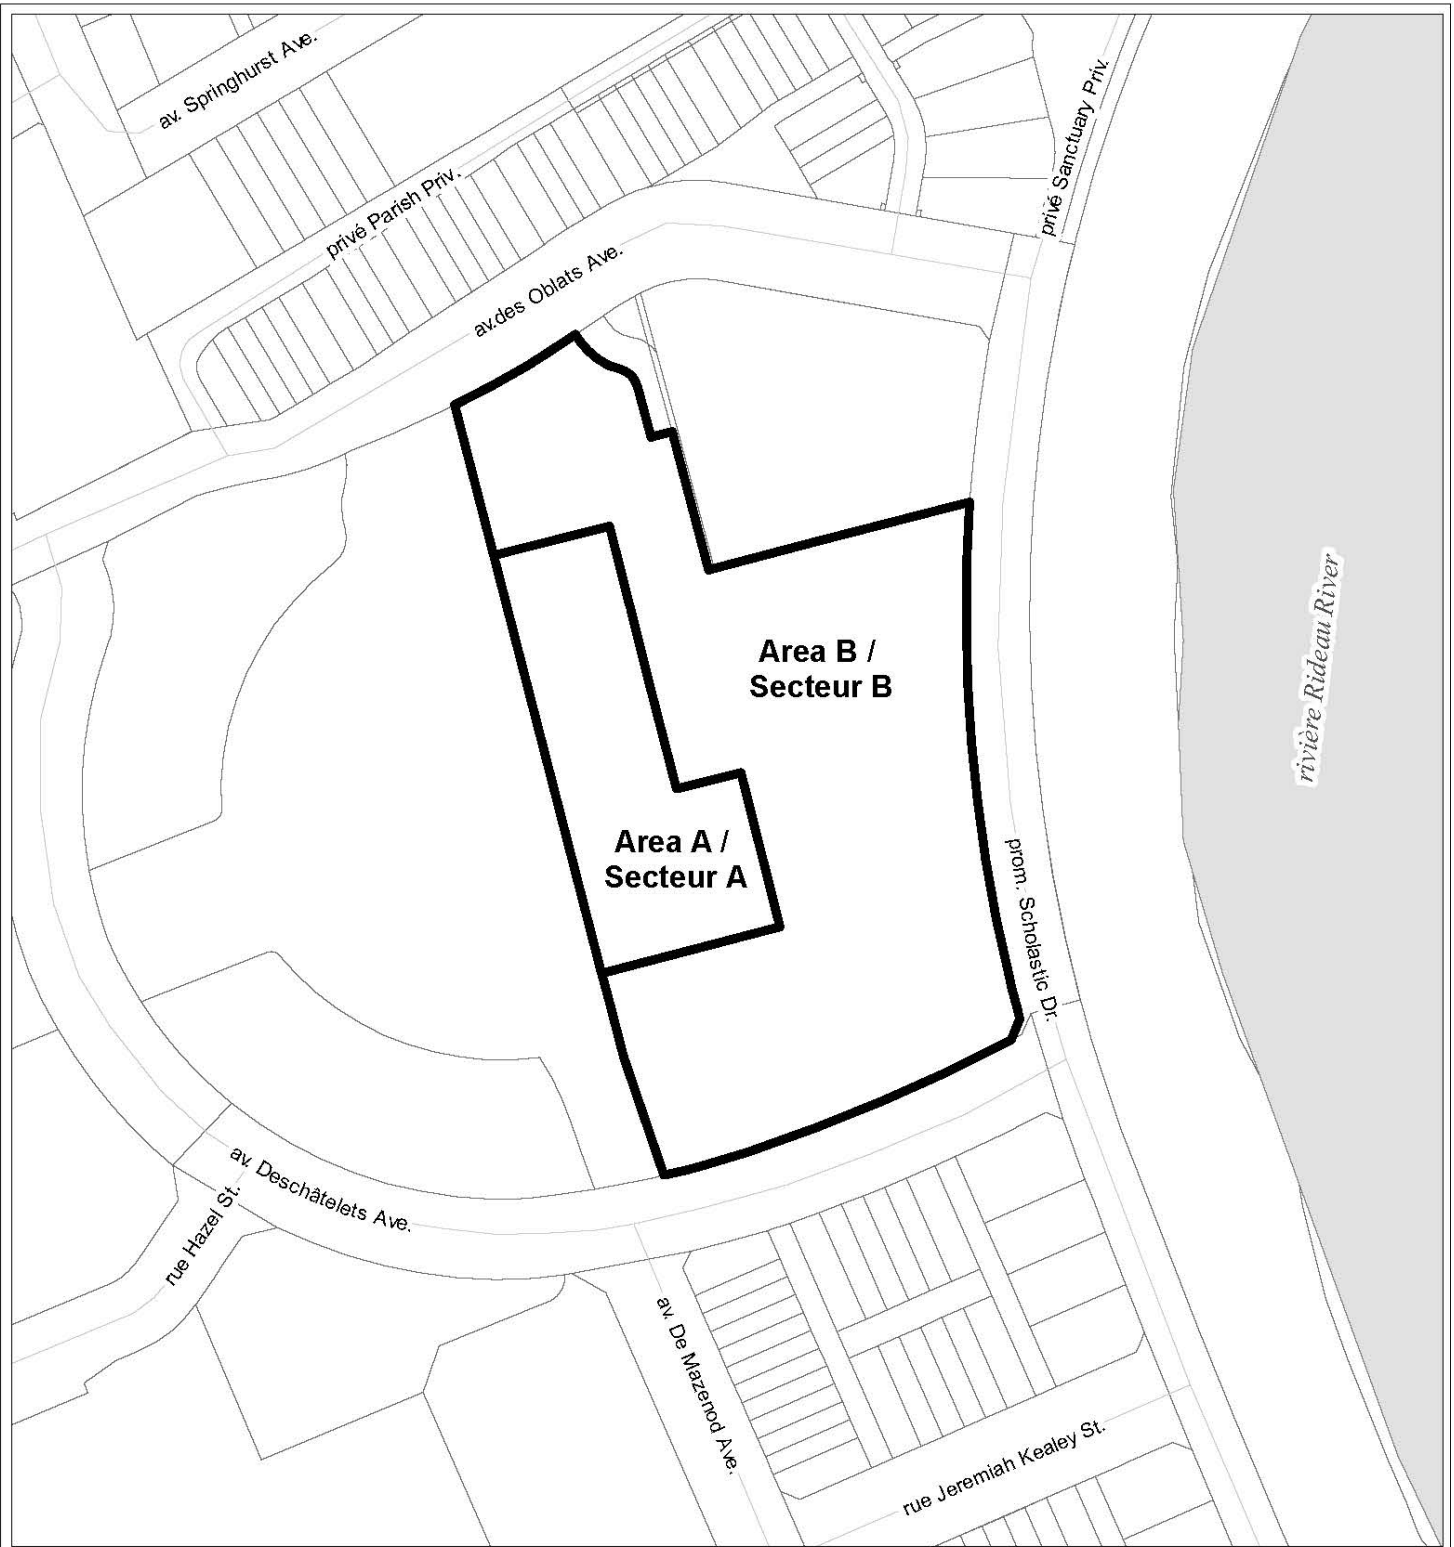 av. Springhurst Ave.
privé Sanctuary Priv.
privé Parish Priv.
av.des Oblats Ave.
Area B /
Secteur B
rivière Rideau River
Area A /
Secteur A
prom. Scholastic Dr.
av. Deschâtelets Ave.
rue Hazel St.
av. De Mazenod Ave.
rue Jeremiah Kealey St.